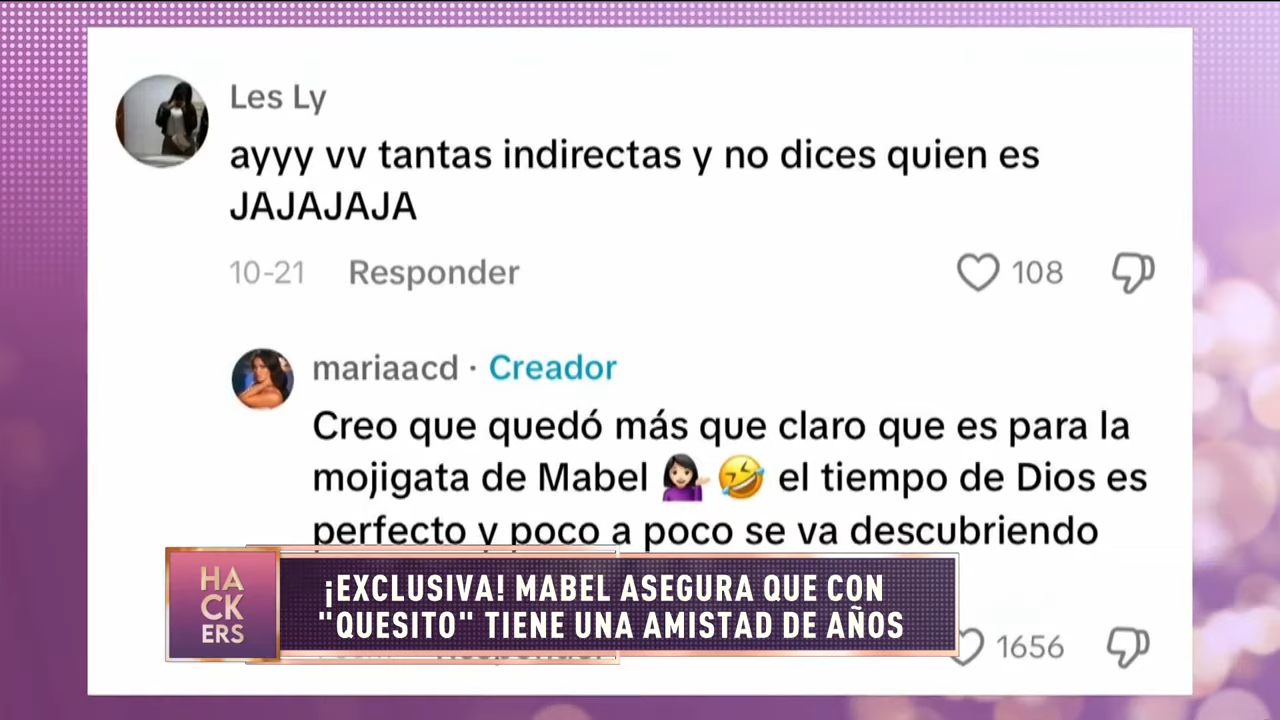 Les Ly
ayyy vv tantas indirectas y no dices quien es
JAJAJAJA
10-21 Responder 108
mariaacd · Creador
Creo que quedó más que claro que es para la
mojigata de Mabel 💁🏻‍♀️ 🤣 el tiempo de Dios es
perfecto y poco a poco se va descubriendo
HA
CK
ERS
¡EXCLUSIVA! MABEL ASEGURA QUE CON
"QUESITO" TIENE UNA AMISTAD DE AÑOS
1656